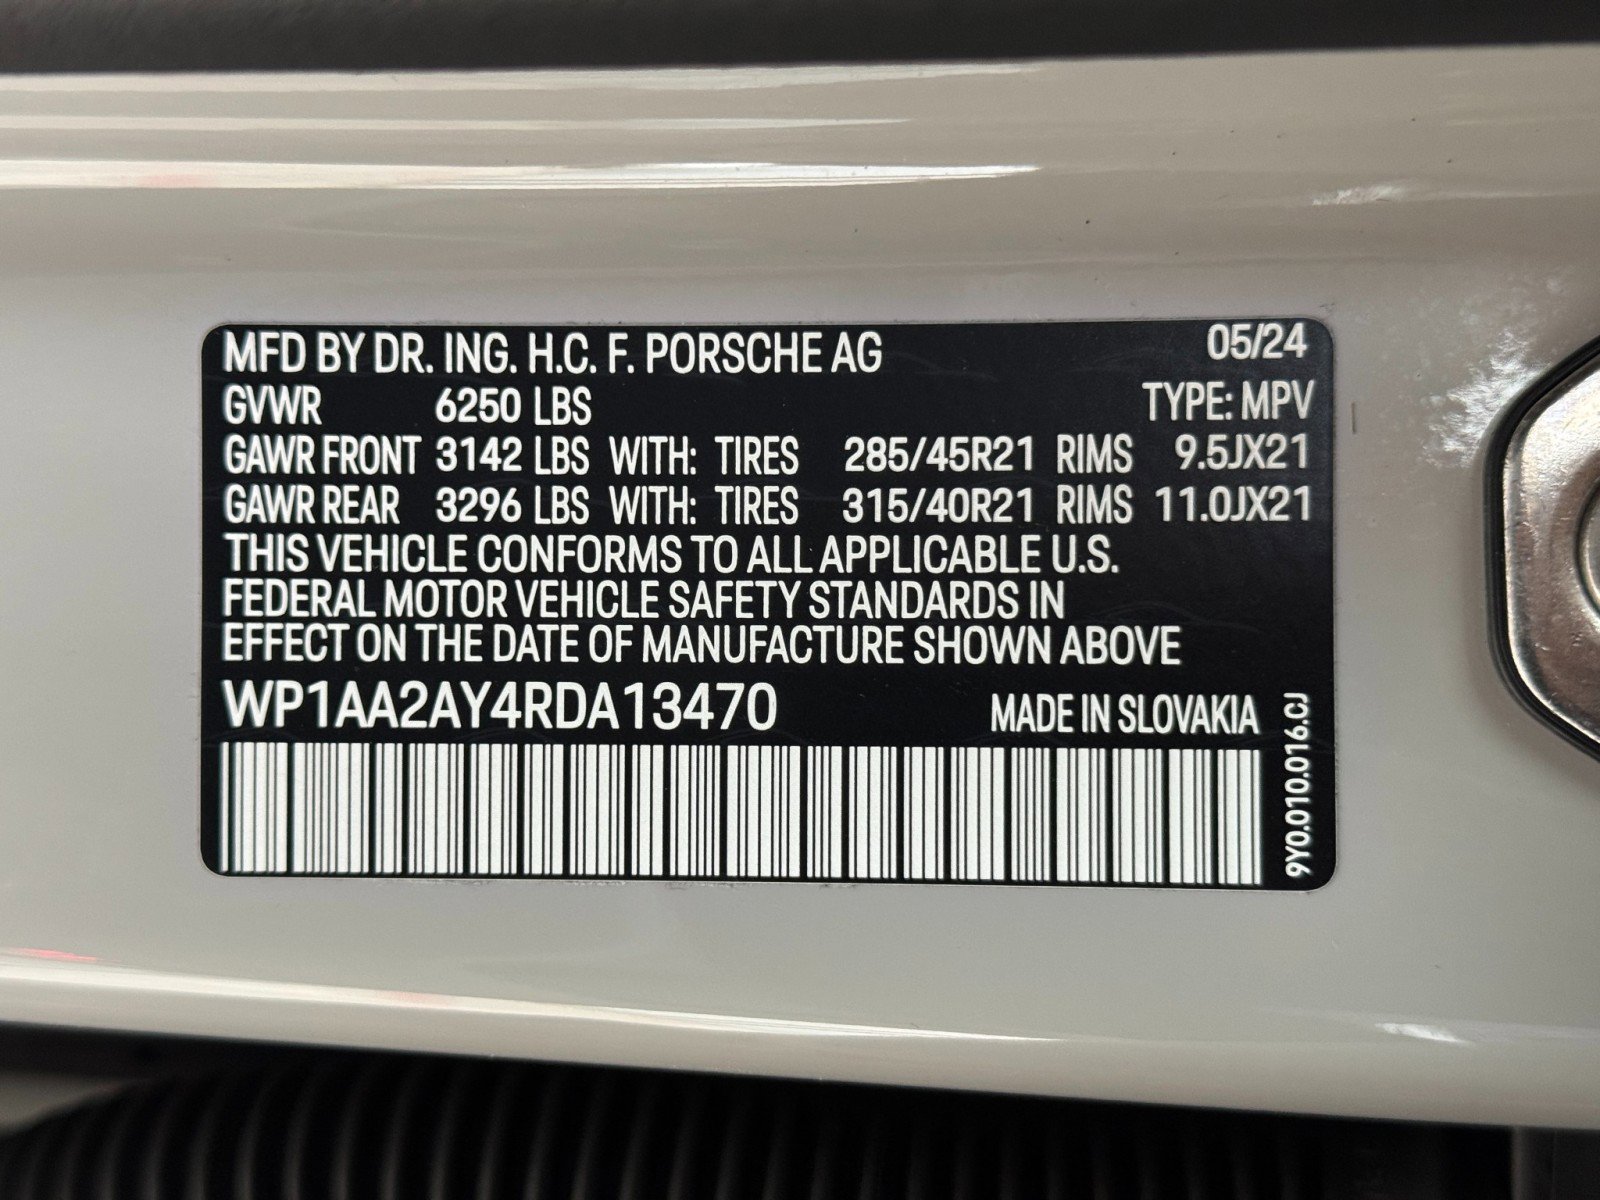 MFD BY DR. ING. H.C. F. PORSCHE AG 05/24
GVWR 6250 LBS TYPE: MPV
GAWR FRONT 3142 LBS WITH: TIRES 285/45R21 RIMS 9.5JX21
GAWR REAR 3296 LBS WITH: TIRES 315/40R21 RIMS 11.0JX21
THIS VEHICLE CONFORMS TO ALL APPLICABLE U.S.
FEDERAL MOTOR VEHICLE SAFETY STANDARDS IN
EFFECT ON THE DATE OF MANUFACTURE SHOWN ABOVE
WP1AA2AY4RDA13470 MADE IN SLOVAKIA
9Y0.010.016.CJ